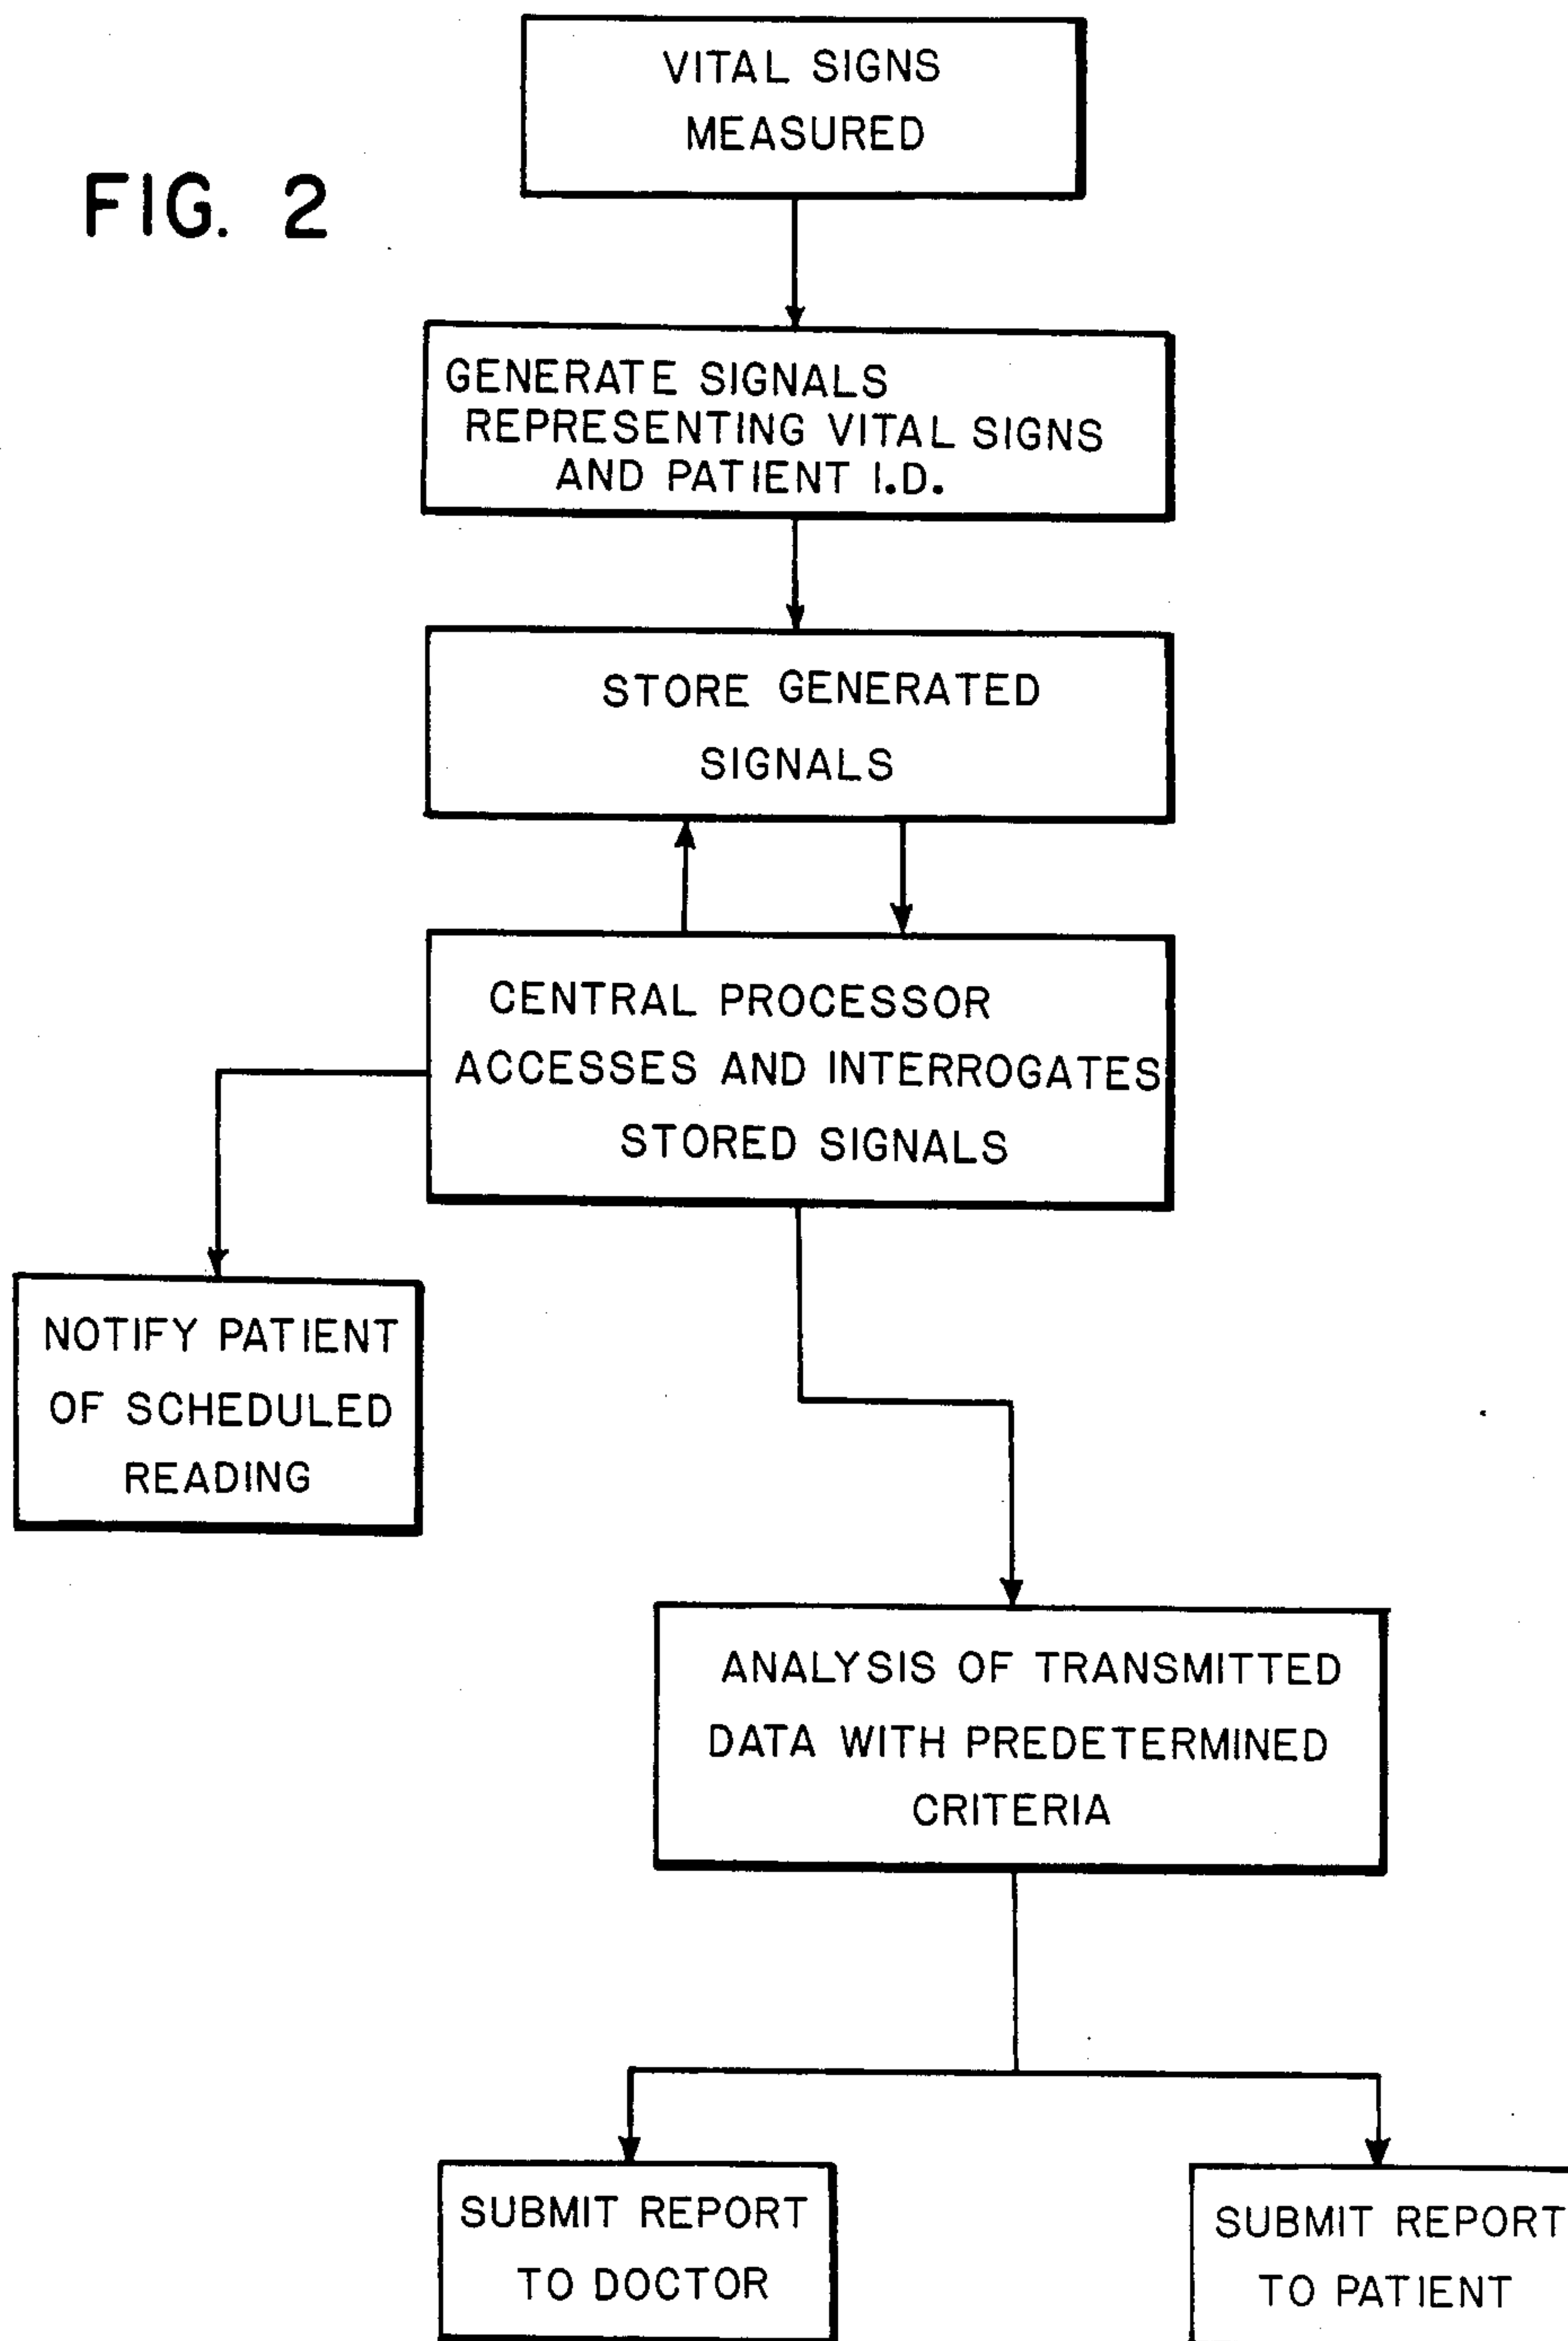 VITAL SIGNS
MEASURED
FIG. 2
GENERATE SIGNALS
REPRESENTING VITAL SIGNS
AND PATIENT I.D.
STORE GENERATED
SIGNALS
CENTRAL PROCESSOR
ACCESSES AND INTERROGATES
STORED SIGNALS
NOTIFY PATIENT
OF SCHEDULED
READING
ANALYSIS OF TRANSMITTED
DATA WITH PREDETERMINED
CRITERIA
SUBMIT REPORT
TO DOCTOR
SUBMIT REPORT
TO PATIENT